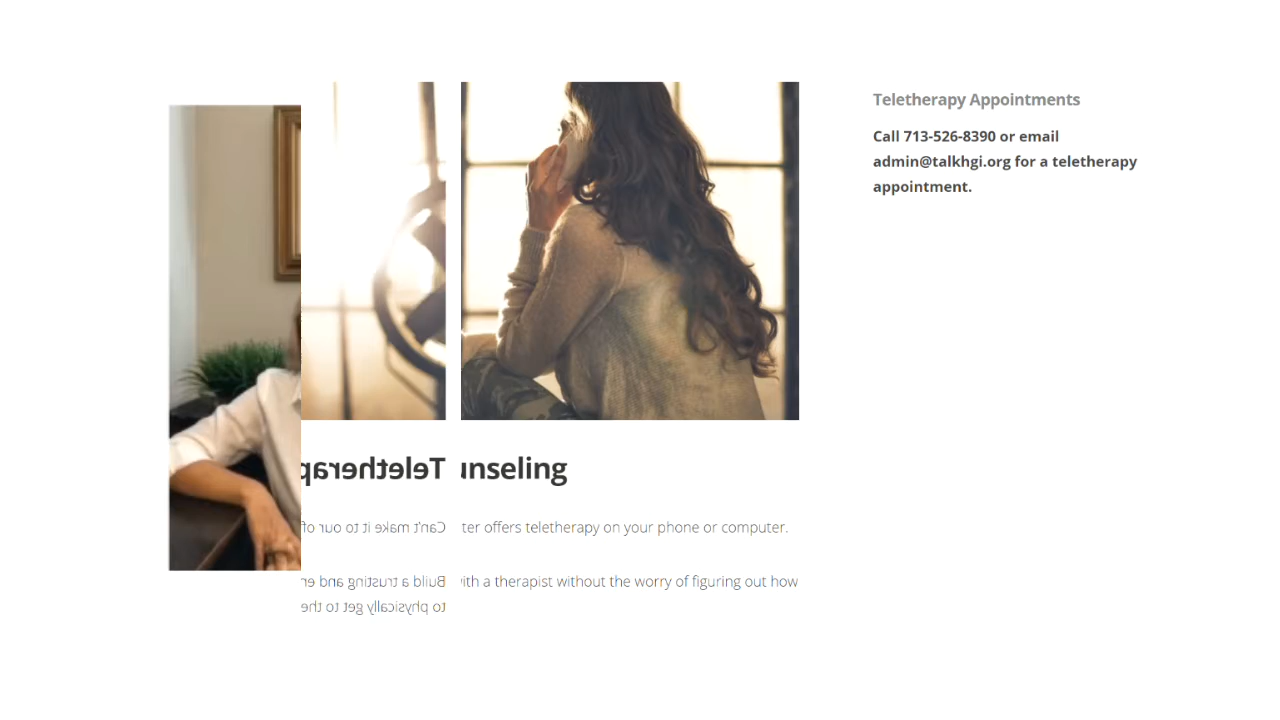 Teletherap unseling
Can't make it to our of ter offers teletherapy on your phone or computer.
Build a trusting and en ith a therapist without the worry of figuring out how
to physically get to the
Teletherapy Appointments
Call 713-526-8390 or email
admin@talkhgi.org for a teletherapy
appointment.